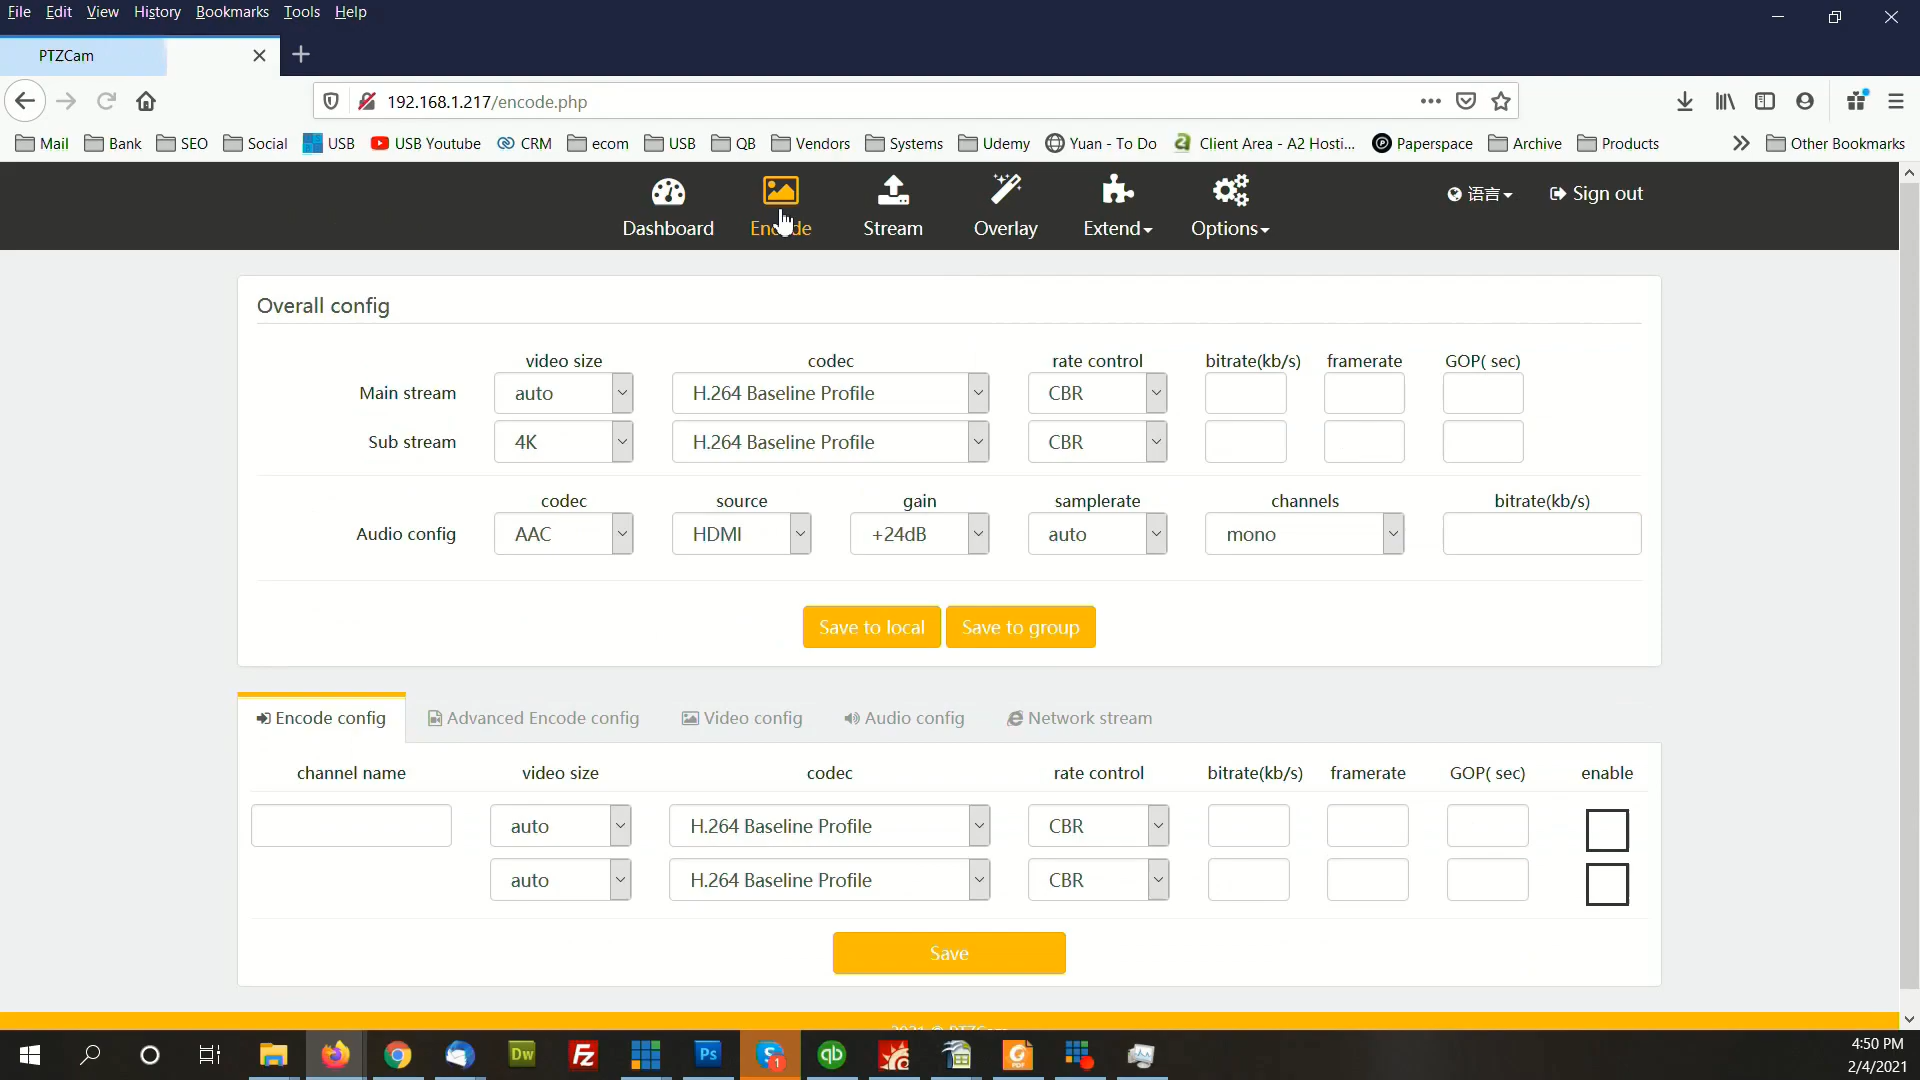 File Edit View History Bookmarks Tools Help
PTZCam
192.168.1.217/encode.php
Mail Bank SEO Social USB USB Youtube CRM ecom USB QB Vendors Systems Udemy Yuan - To Do Client Area - A2 Hosti... Paperspace Archive Products Other Bookmarks
Dashboard Encode Stream Overlay Extend Options 语言 Sign out
Overall config
video size codec rate control bitrate(kb/s) framerate GOP( sec)
Main stream auto H.264 Baseline Profile CBR
Sub stream 4K H.264 Baseline Profile CBR
codec source gain samplerate channels bitrate(kb/s)
Audio config AAC HDMI +24dB auto mono
Save to local Save to group
Encode config Advanced Encode config Video config Audio config Network stream
channel name video size codec rate control bitrate(kb/s) framerate GOP( sec) enable
auto H.264 Baseline Profile CBR
auto H.264 Baseline Profile CBR
Save
Dw Fz Ps 1 qb
4:50 PM
2/4/2021